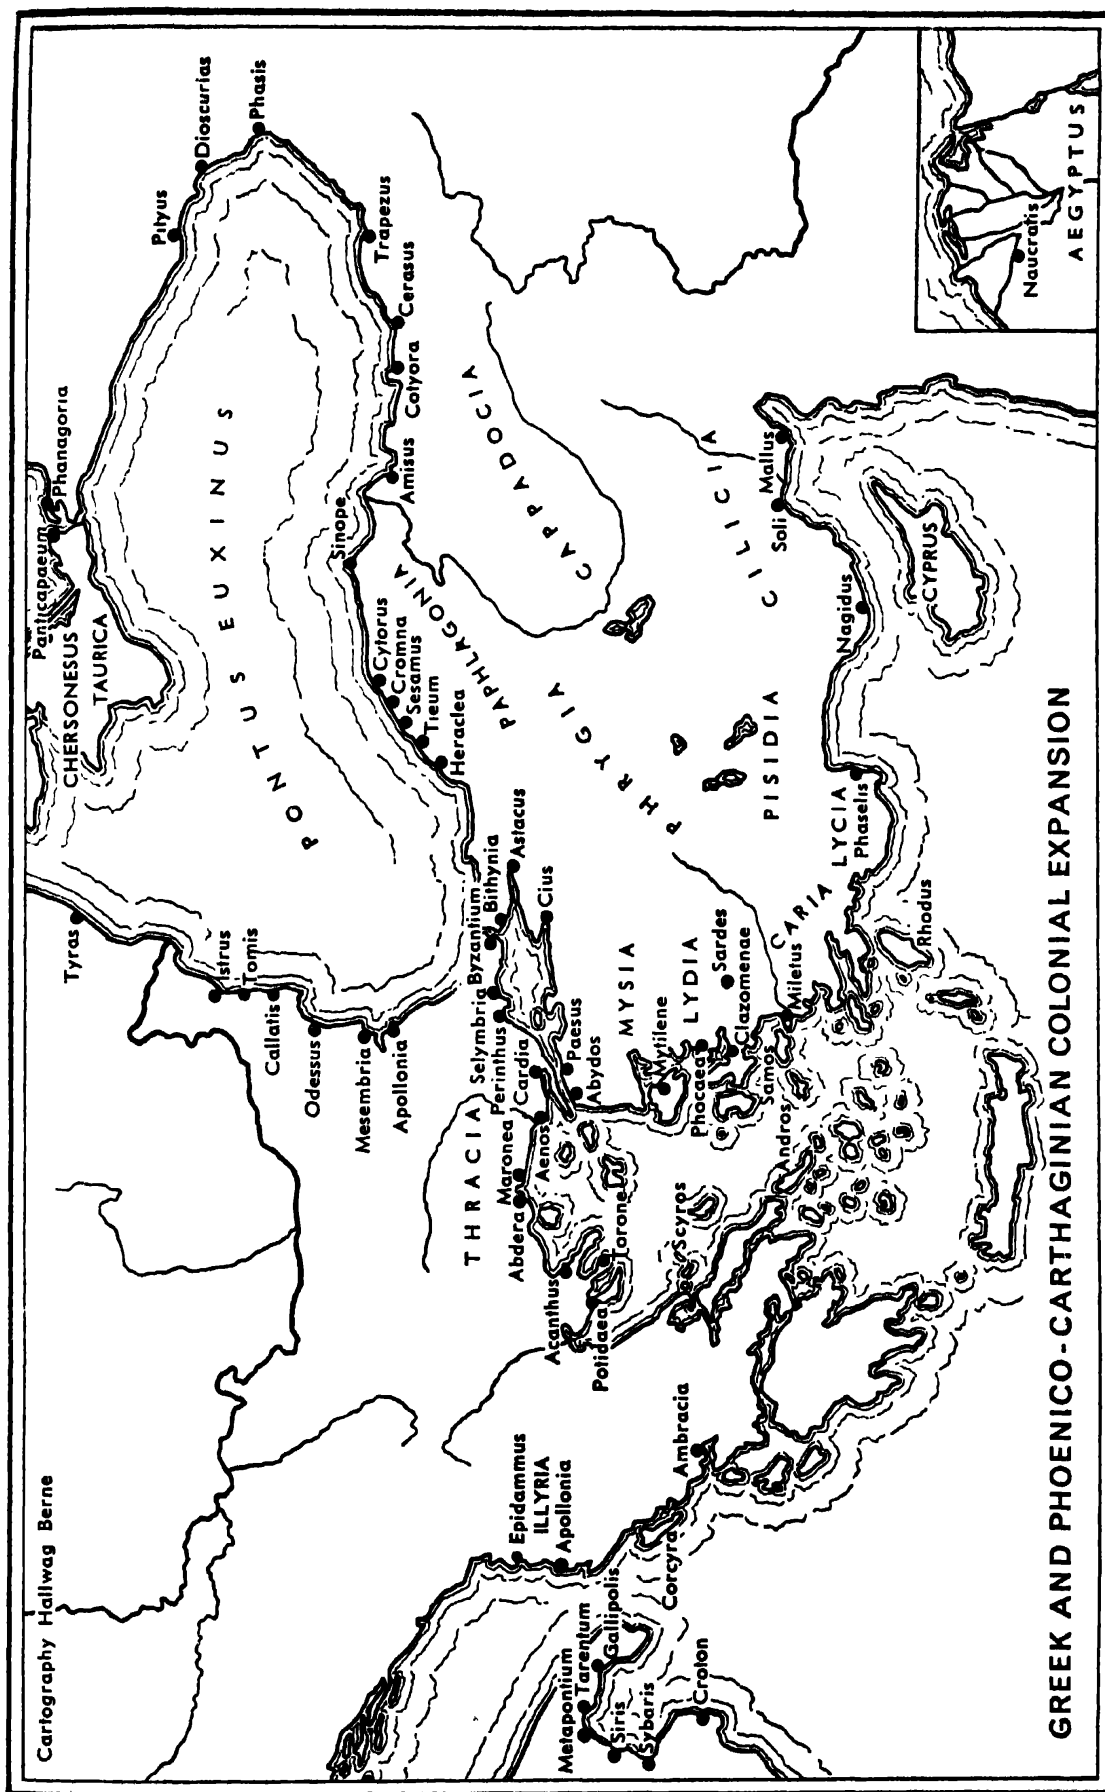 Cartography Hallwag Berne
Tyras
CHERSONESUS
TAURICA
Panticapaeum
Phanagoria
Pityus
Dioscurias
Phasis
Istrus
Tomis
Callatis
Odessus
Mesembria
Apollonia
PONTUS EUXINUS
Sinope
Amisus
Cotyora
Cerasus
Trapezus
Cytorus
Cromna
Sesamus
Tieum
Heraclea
PAPHLAGONIA
CAPPADOCIA
PHRYGIA
THRACIA
Selymbria
Byzantium
Bithynia
Astacus
Cius
Perinthus
Cardia
Paesus
Abydos
Aenos
Maronea
Abdera
Acanthus
Potidaea
Torone
Epidammus
ILLYRIA
Apollonia
Metapontium
Tarentum
Gallipolis
Siris
Sybaris
Croton
Corcyra
Ambracia
Scyros
MYSIA
Mytilene
LYDIA
Phocaea
Sardes
Clazomenae
Samos
Andros
Miletus
CARIA
PISIDIA
LYCIA
Phaselis
Rhodus
CILICIA
Nagidus
Soli
Mallus
CYPRUS
Naucratis
AEGYPTUS
GREEK AND PHOENICO-CARTHAGINIAN COLONIAL EXPANSION